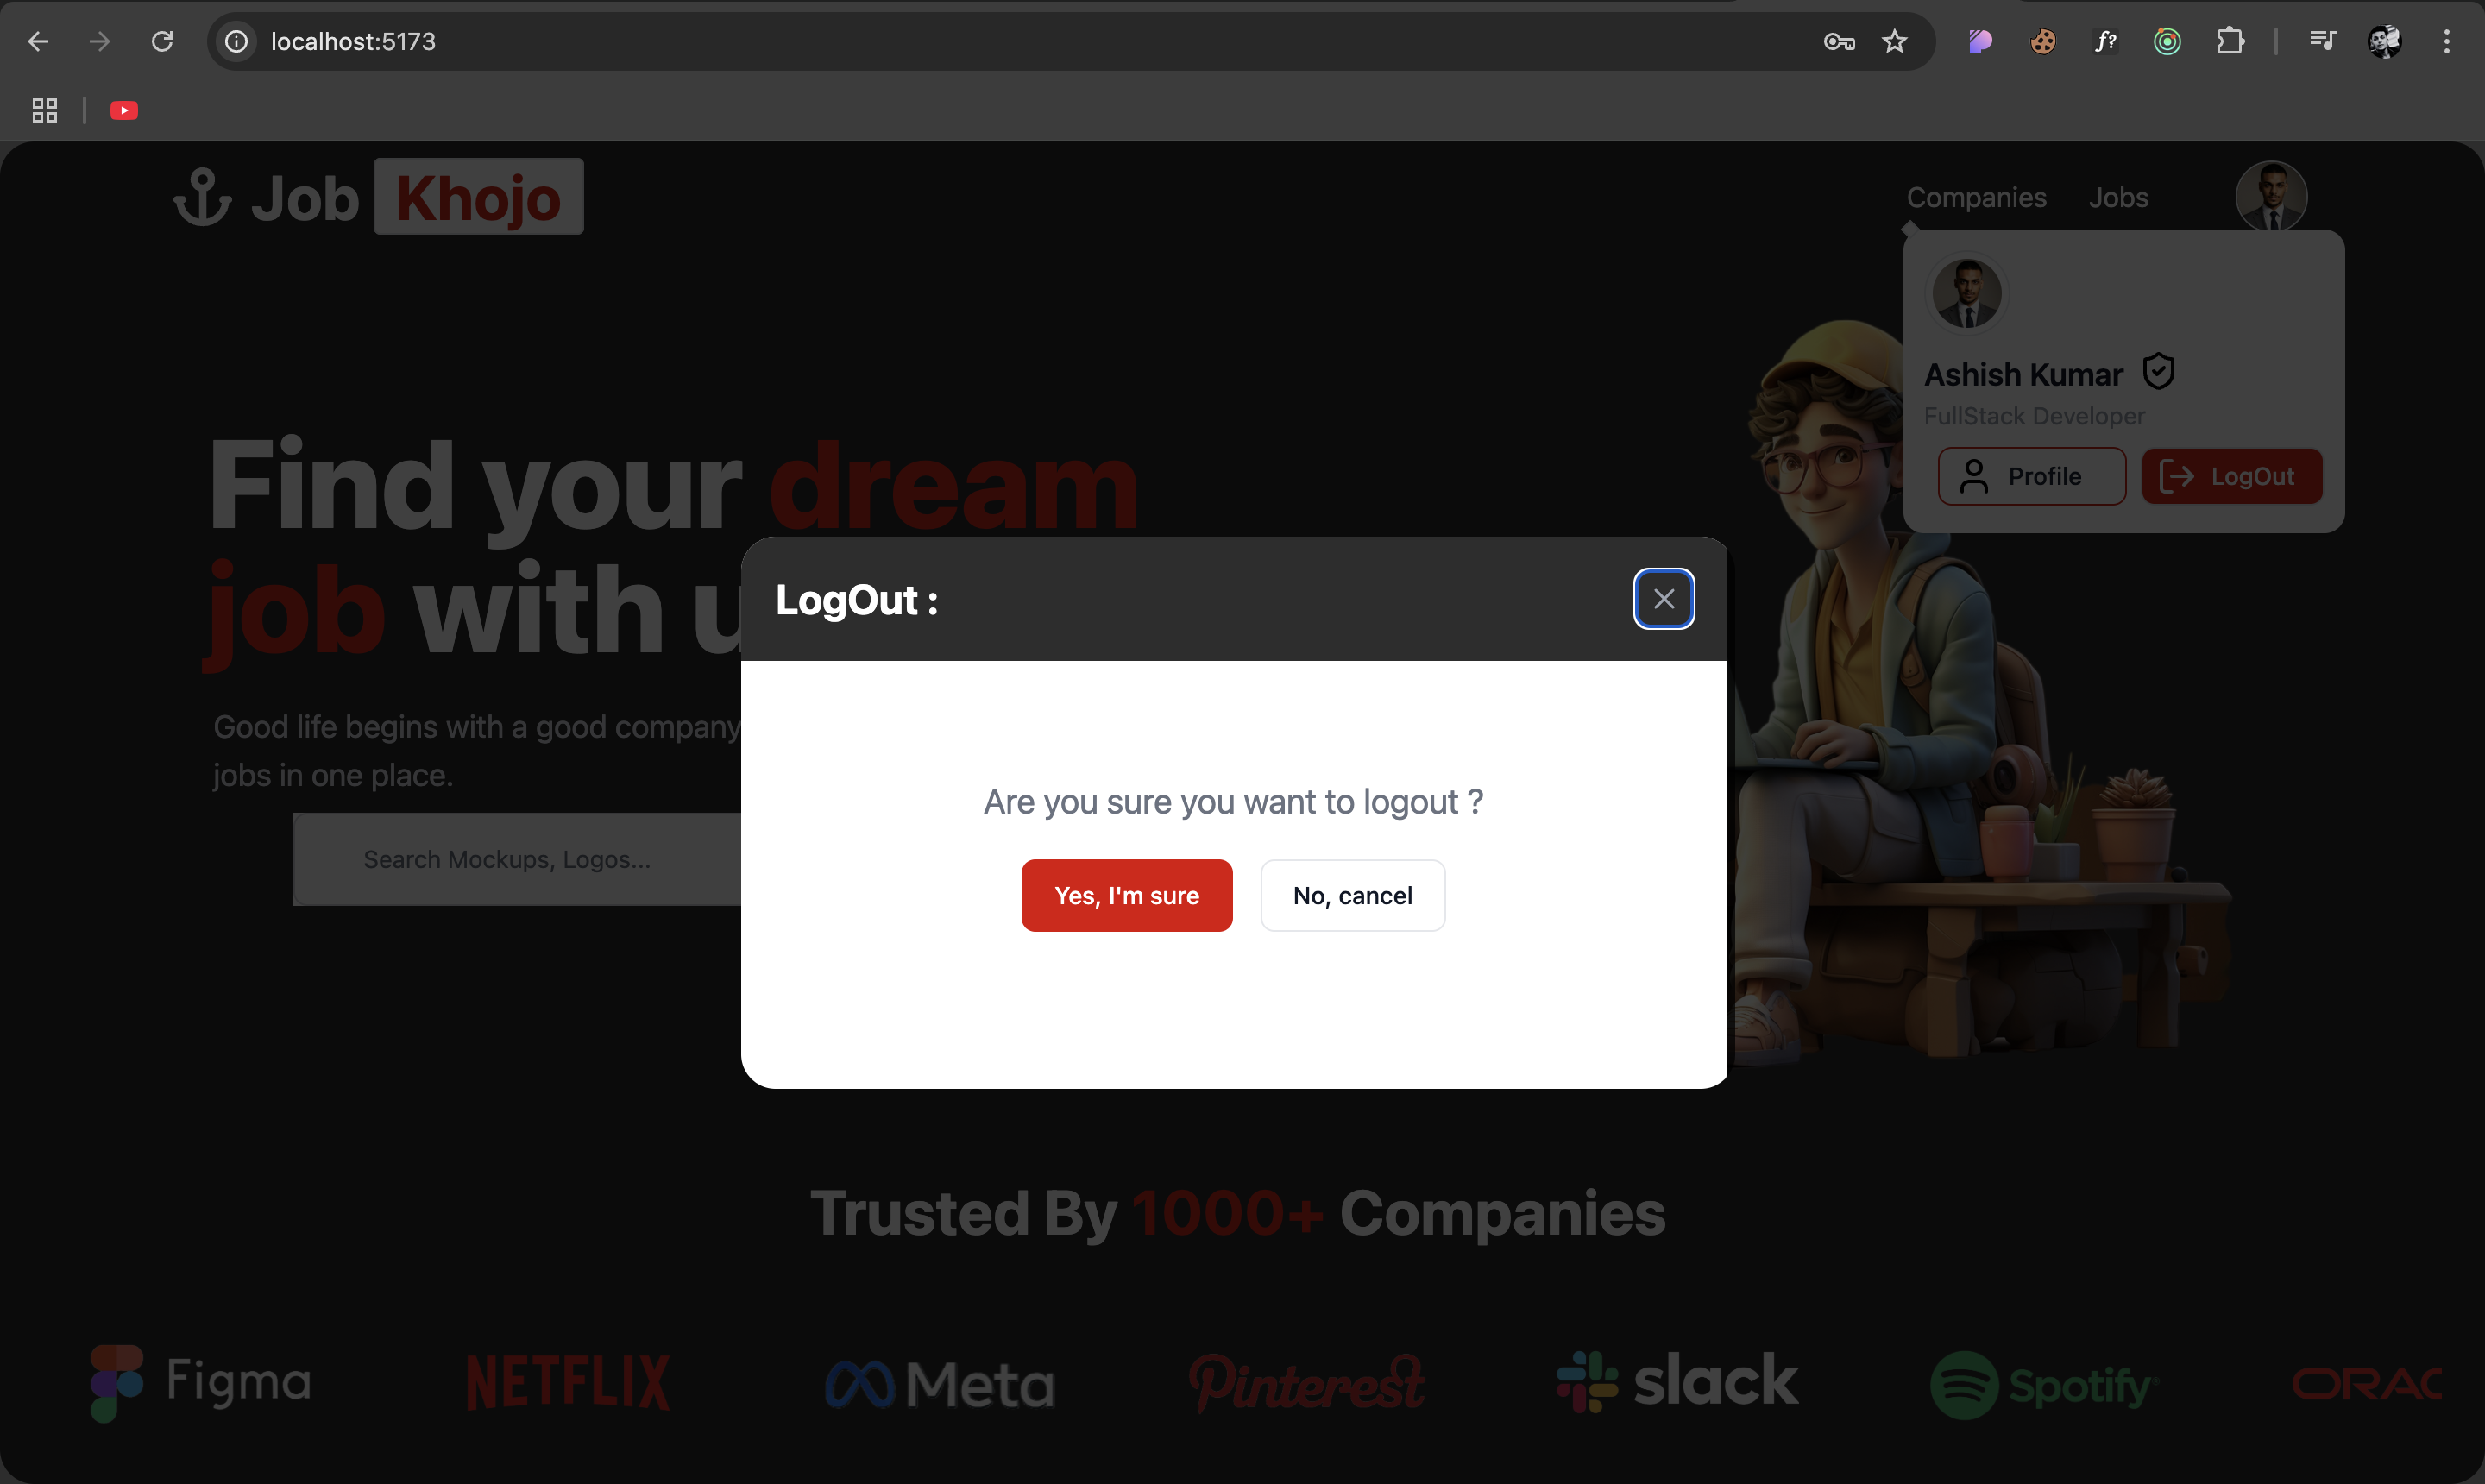 localhost:5173
f?
Job Khojo
Companies
Jobs
Ashish Kumar
FullStack Developer
Profile
LogOut
Find your dream
job with u
Good life begins with a good company
jobs in one place.
Search Mockups, Logos...
LogOut :
Are you sure you want to logout ?
Yes, I'm sure
No, cancel
Trusted By 1000+ Companies
Figma
NETFLIX
Meta
Pinterest
slack
Spotify
ORAC